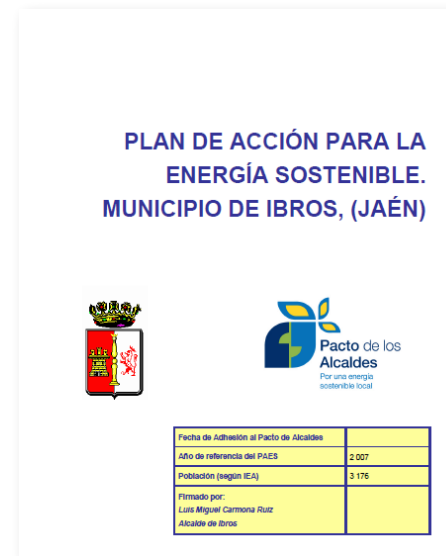 PLAN DE ACCIÓN PARA LA
ENERGÍA SOSTENIBLE.
MUNICIPIO DE IBROS, (JAÉN)
Pacto de los
Alcaldes
Por una energía
sostenible local
Fecha de Adhesión al Pacto de Alcaldes
Año de referencia del PAES 2 007
Población (según IEA) 3 176
Firmado por:
Luis Miguel Carmona Ruiz
Alcalde de Ibros